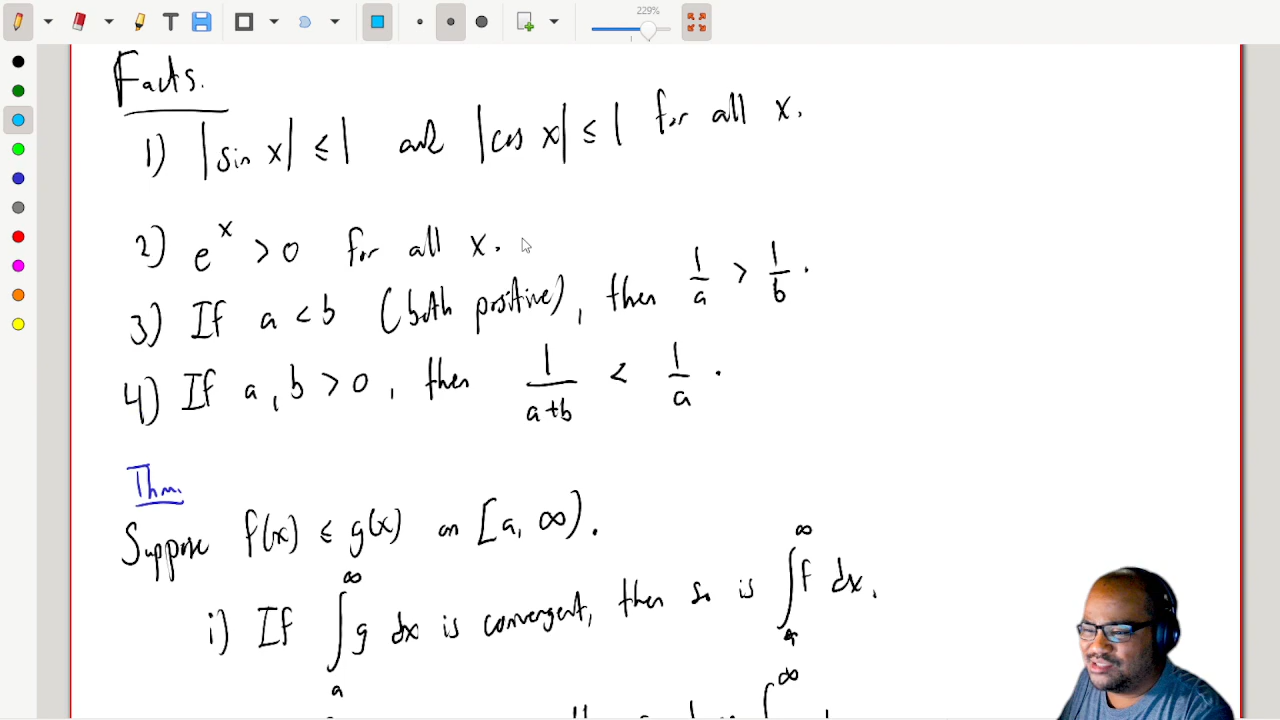 229%
Facts.
1) |sin x| ≤ 1 and |cos x| ≤ 1 for all x.
2) e^x > 0 for all x.
3) If a < b (both positive), then 1/a > 1/b.
4) If a, b > 0, then 1/(a+b) < 1/a.
Thm.
Suppose f(x) ≤ g(x) on [a, ∞).
i) If ∫_a^∞ g dx is convergent, then so is ∫_a^∞ f dx.